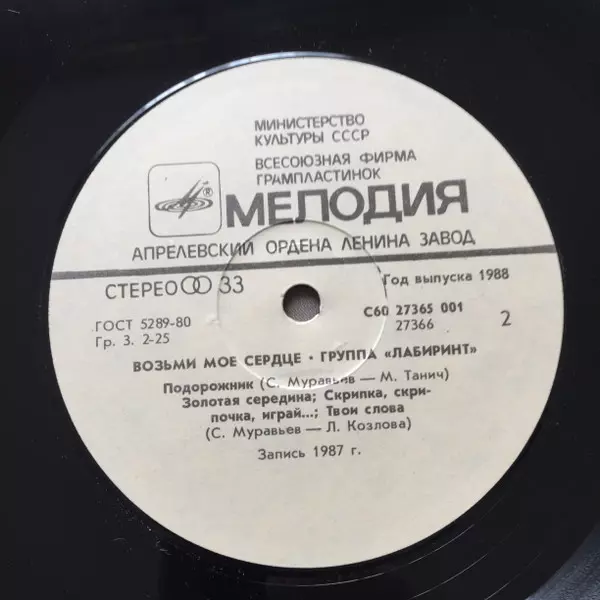 МИНИСТЕРСТВО
КУЛЬТУРЫ СССР
ВСЕСОЮЗНАЯ ФИРМА
ГРАМПЛАСТИНОК
®
МЕЛОДИЯ
АПРЕЛЕВСКИЙ ОРДЕНА ЛЕНИНА ЗАВОД
СТЕРЕО 33
Год выпуска 1988
ГОСТ 5289-80
Гр. 3. 2-25
С60 27365 001
27366
2
ВОЗЬМИ МОЕ СЕРДЦЕ • ГРУППА «ЛАБИРИНТ»
Подорожник (С. Муравьев — М. Танич)
Золотая середина; Скрипка, скри-
почка, играй...; Твои слова
(С. Муравьев — Л. Козлова)
Запись 1987 г.